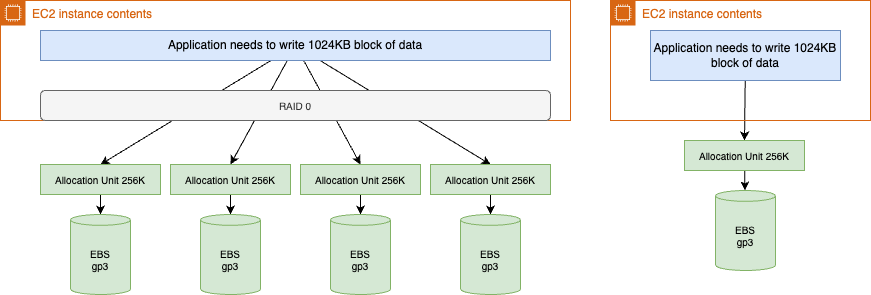 EC2 instance contents
Application needs to write 1024KB block of data
RAID 0
Allocation Unit 256K
Allocation Unit 256K
Allocation Unit 256K
Allocation Unit 256K
EBS
gp3
EBS
gp3
EBS
gp3
EBS
gp3
EC2 instance contents
Application needs to write 1024KB
block of data
Allocation Unit 256K
EBS
gp3